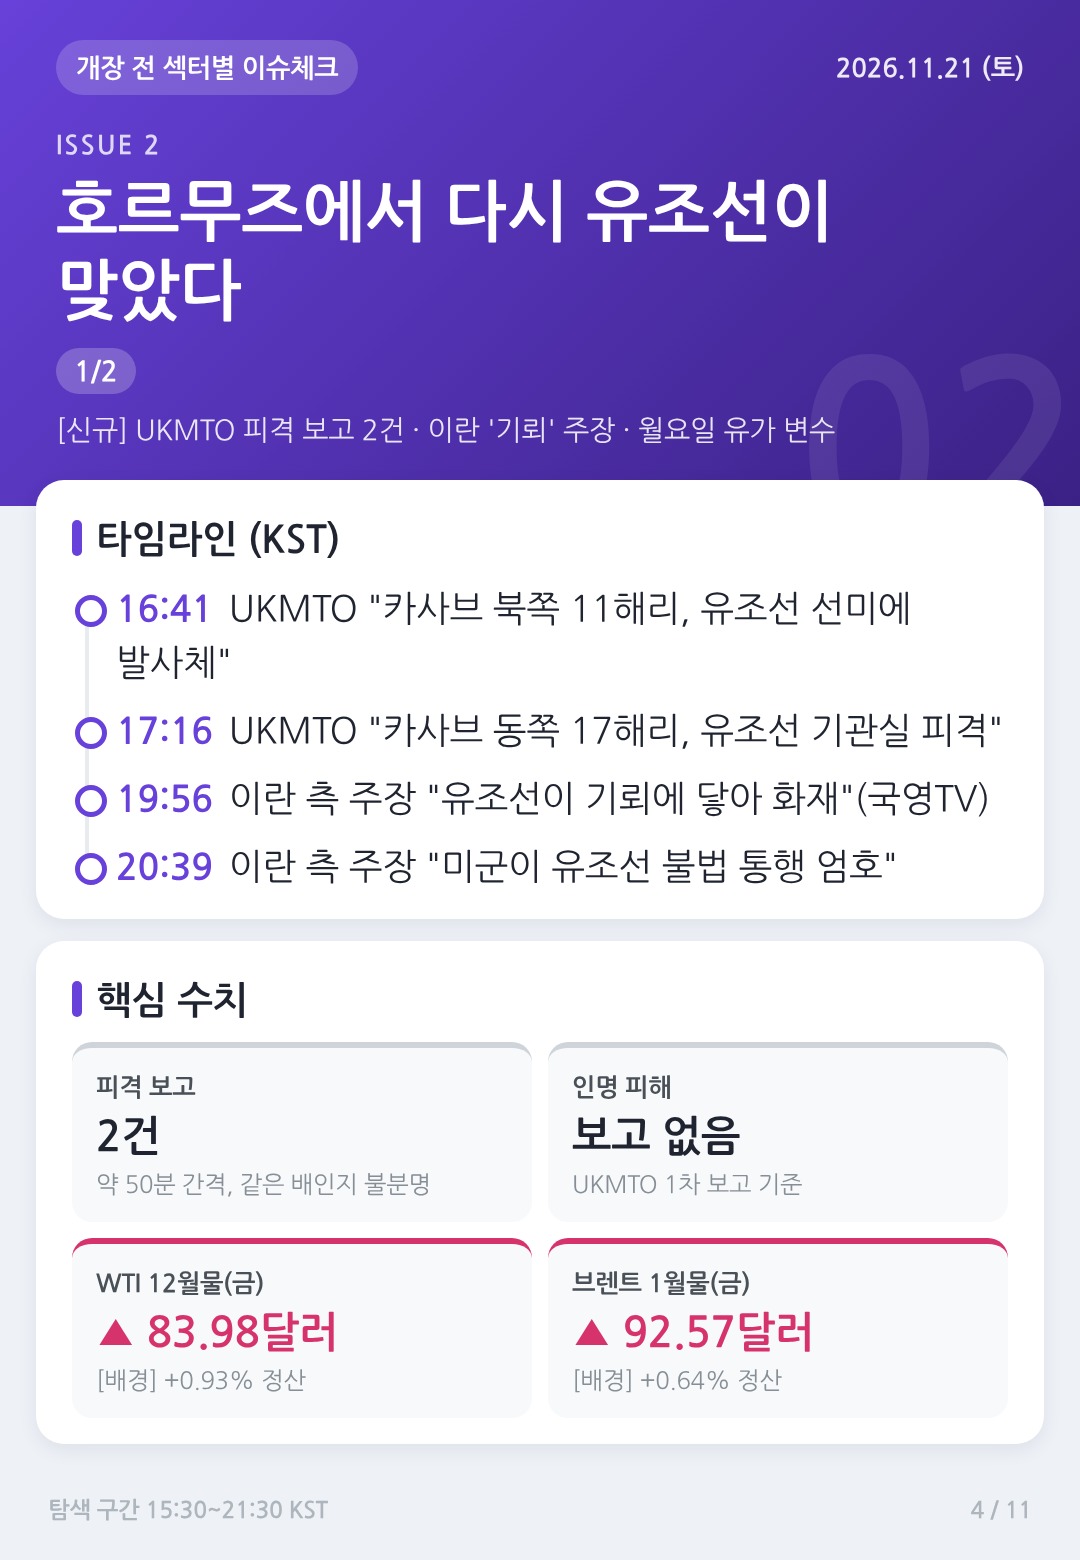 개장 전 섹터별 이슈체크
2026.11.21 (토)
ISSUE 2
호르무즈에서 다시 유조선이
맞았다
1/2
02
[신규] UKMTO 피격 보고 2건 · 이란 '기뢰' 주장 · 월요일 유가 변수
타임라인 (KST)
16:41 UKMTO "카사브 북쪽 11해리, 유조선 선미에
발사체"
17:16 UKMTO "카사브 동쪽 17해리, 유조선 기관실 피격"
19:56 이란 측 주장 "유조선이 기뢰에 닿아 화재"(국영TV)
20:39 이란 측 주장 "미군이 유조선 불법 통행 엄호"
핵심 수치
피격 보고
2건
약 50분 간격, 같은 배인지 불분명
인명 피해
보고 없음
UKMTO 1차 보고 기준
WTI 12월물(금)
▲ 83.98달러
[배경] +0.93% 정산
브렌트 1월물(금)
▲ 92.57달러
[배경] +0.64% 정산
탐색 구간 15:30~21:30 KST
4 / 11